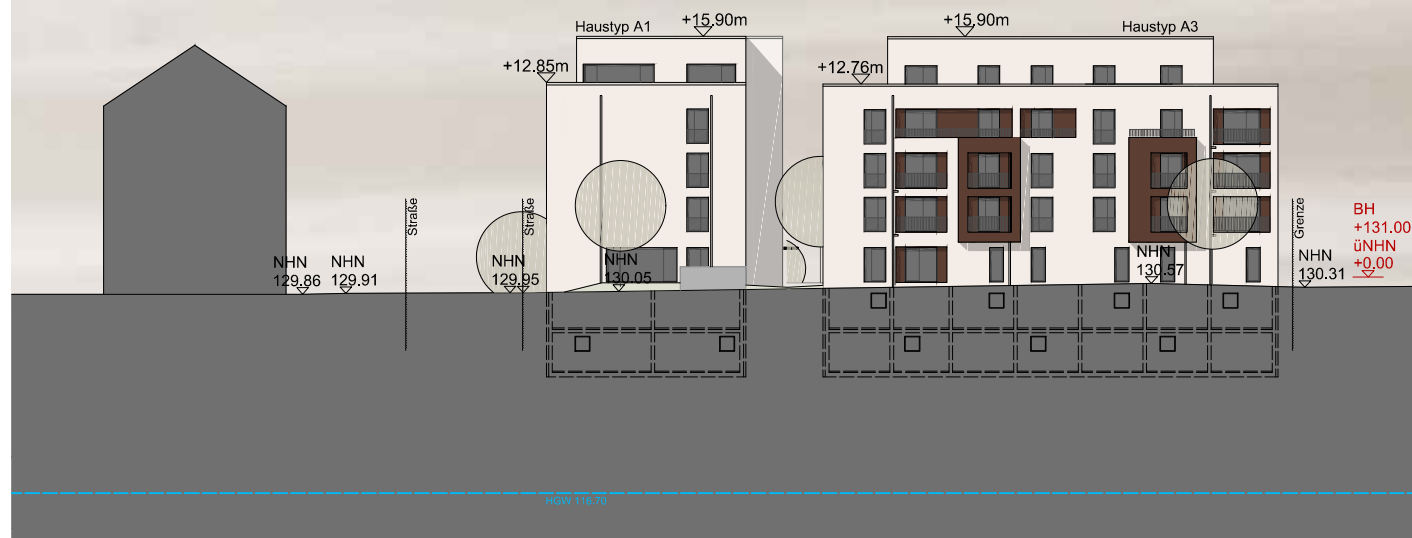 +15.90m
Haustyp A1
+15.90m
Haustyp A3
+12.85m
+12.76m
Straße
Straße
Grenze
BH
+131.00
üNHN
+0.00
NHN
129.86
NHN
129.91
NHN
129.95
NHN
130.05
NHN
130.57
NHN
130.31
HGW 116.70